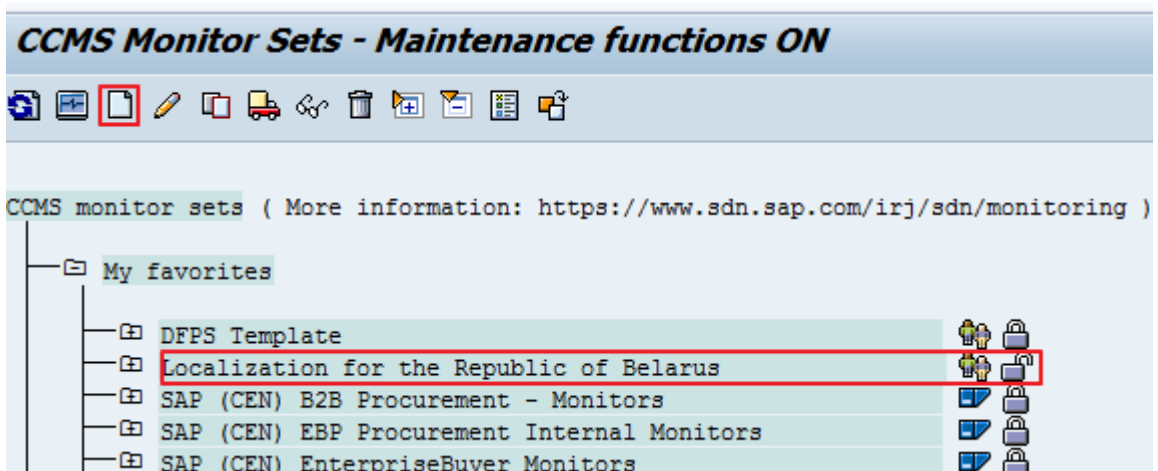 CCMS Monitor Sets - Maintenance functions ON
CCMS monitor sets ( More information: https://www.sdn.sap.com/irj/sdn/monitoring )
My favorites
DFPS Template
Localization for the Republic of Belarus
SAP (CEN) B2B Procurement - Monitors
SAP (CEN) EBP Procurement Internal Monitors
SAP (CEN) EnterpriseBuyer Monitors